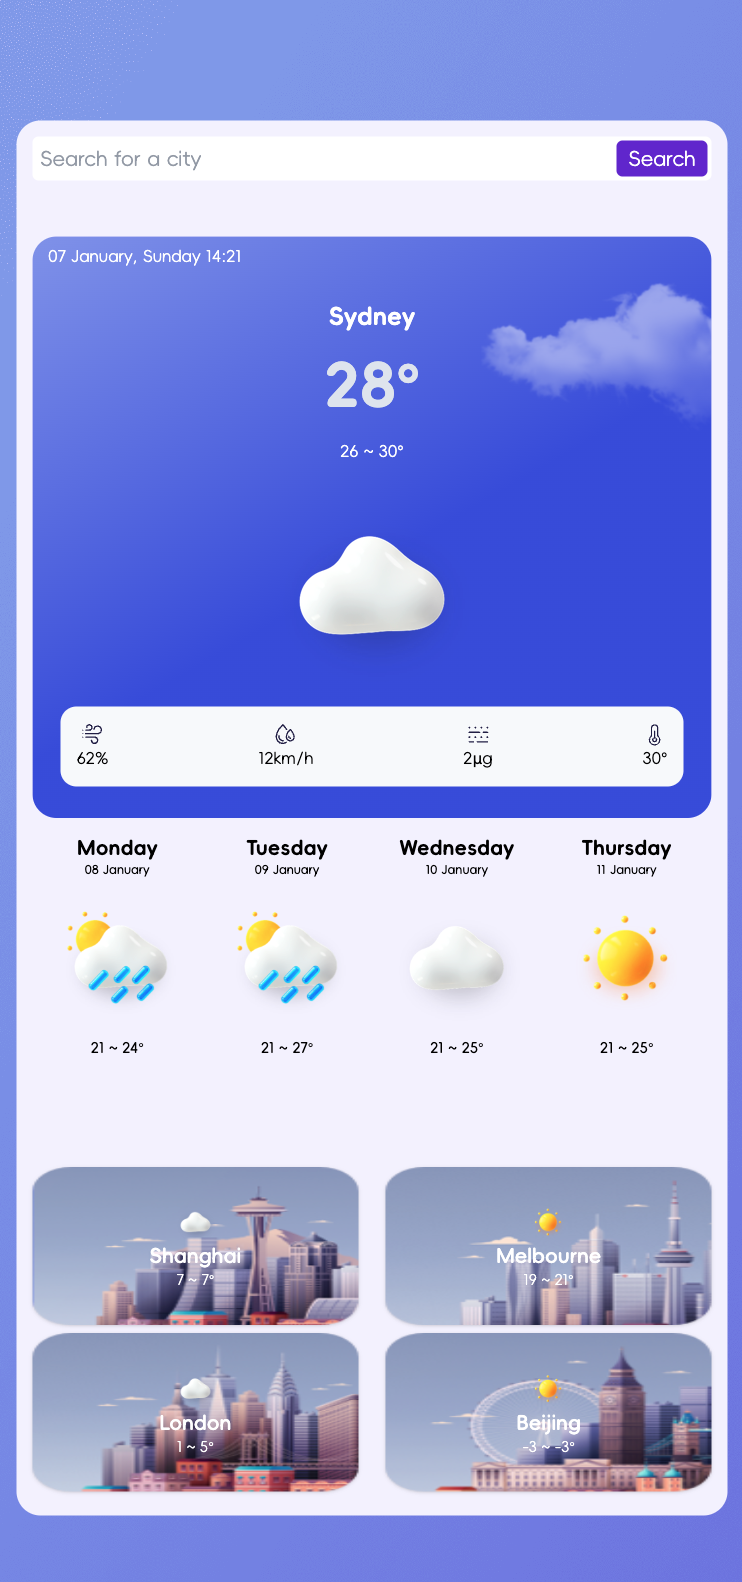 Search for a city
Search
07 January, Sunday 14:21
Sydney
28°
26 ~ 30°
62%
12km/h
2µg
30°
Monday
08 January
21 ~ 24°
Tuesday
09 January
21 ~ 27°
Wednesday
10 January
21 ~ 25°
Thursday
11 January
21 ~ 25°
Shanghai
7 ~ 7°
Melbourne
19 ~ 21°
London
1 ~ 5°
Beijing
-3 ~ -3°